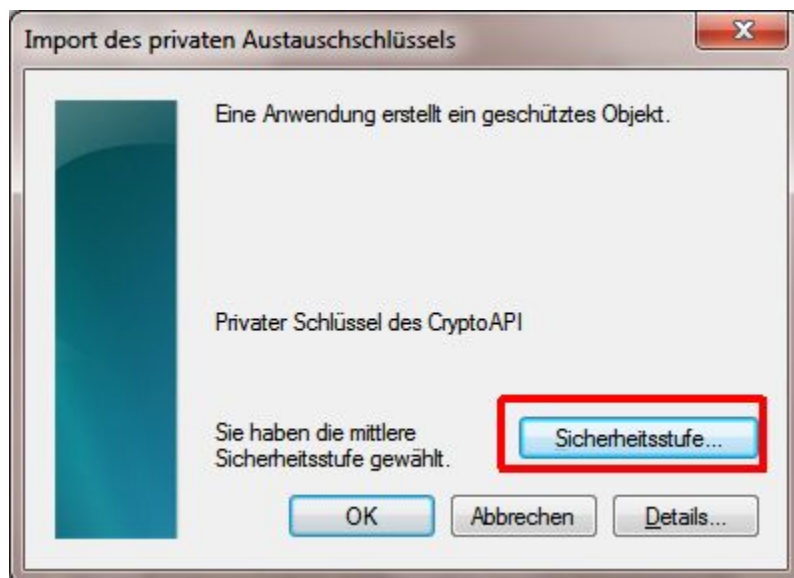 Import des privaten Austauschschlüssels
Eine Anwendung erstellt ein geschütztes Objekt.
Privater Schlüssel des CryptoAPI
Sie haben die mittlere
Sicherheitsstufe gewählt.
Sicherheitsstufe...
OK
Abbrechen
Details...